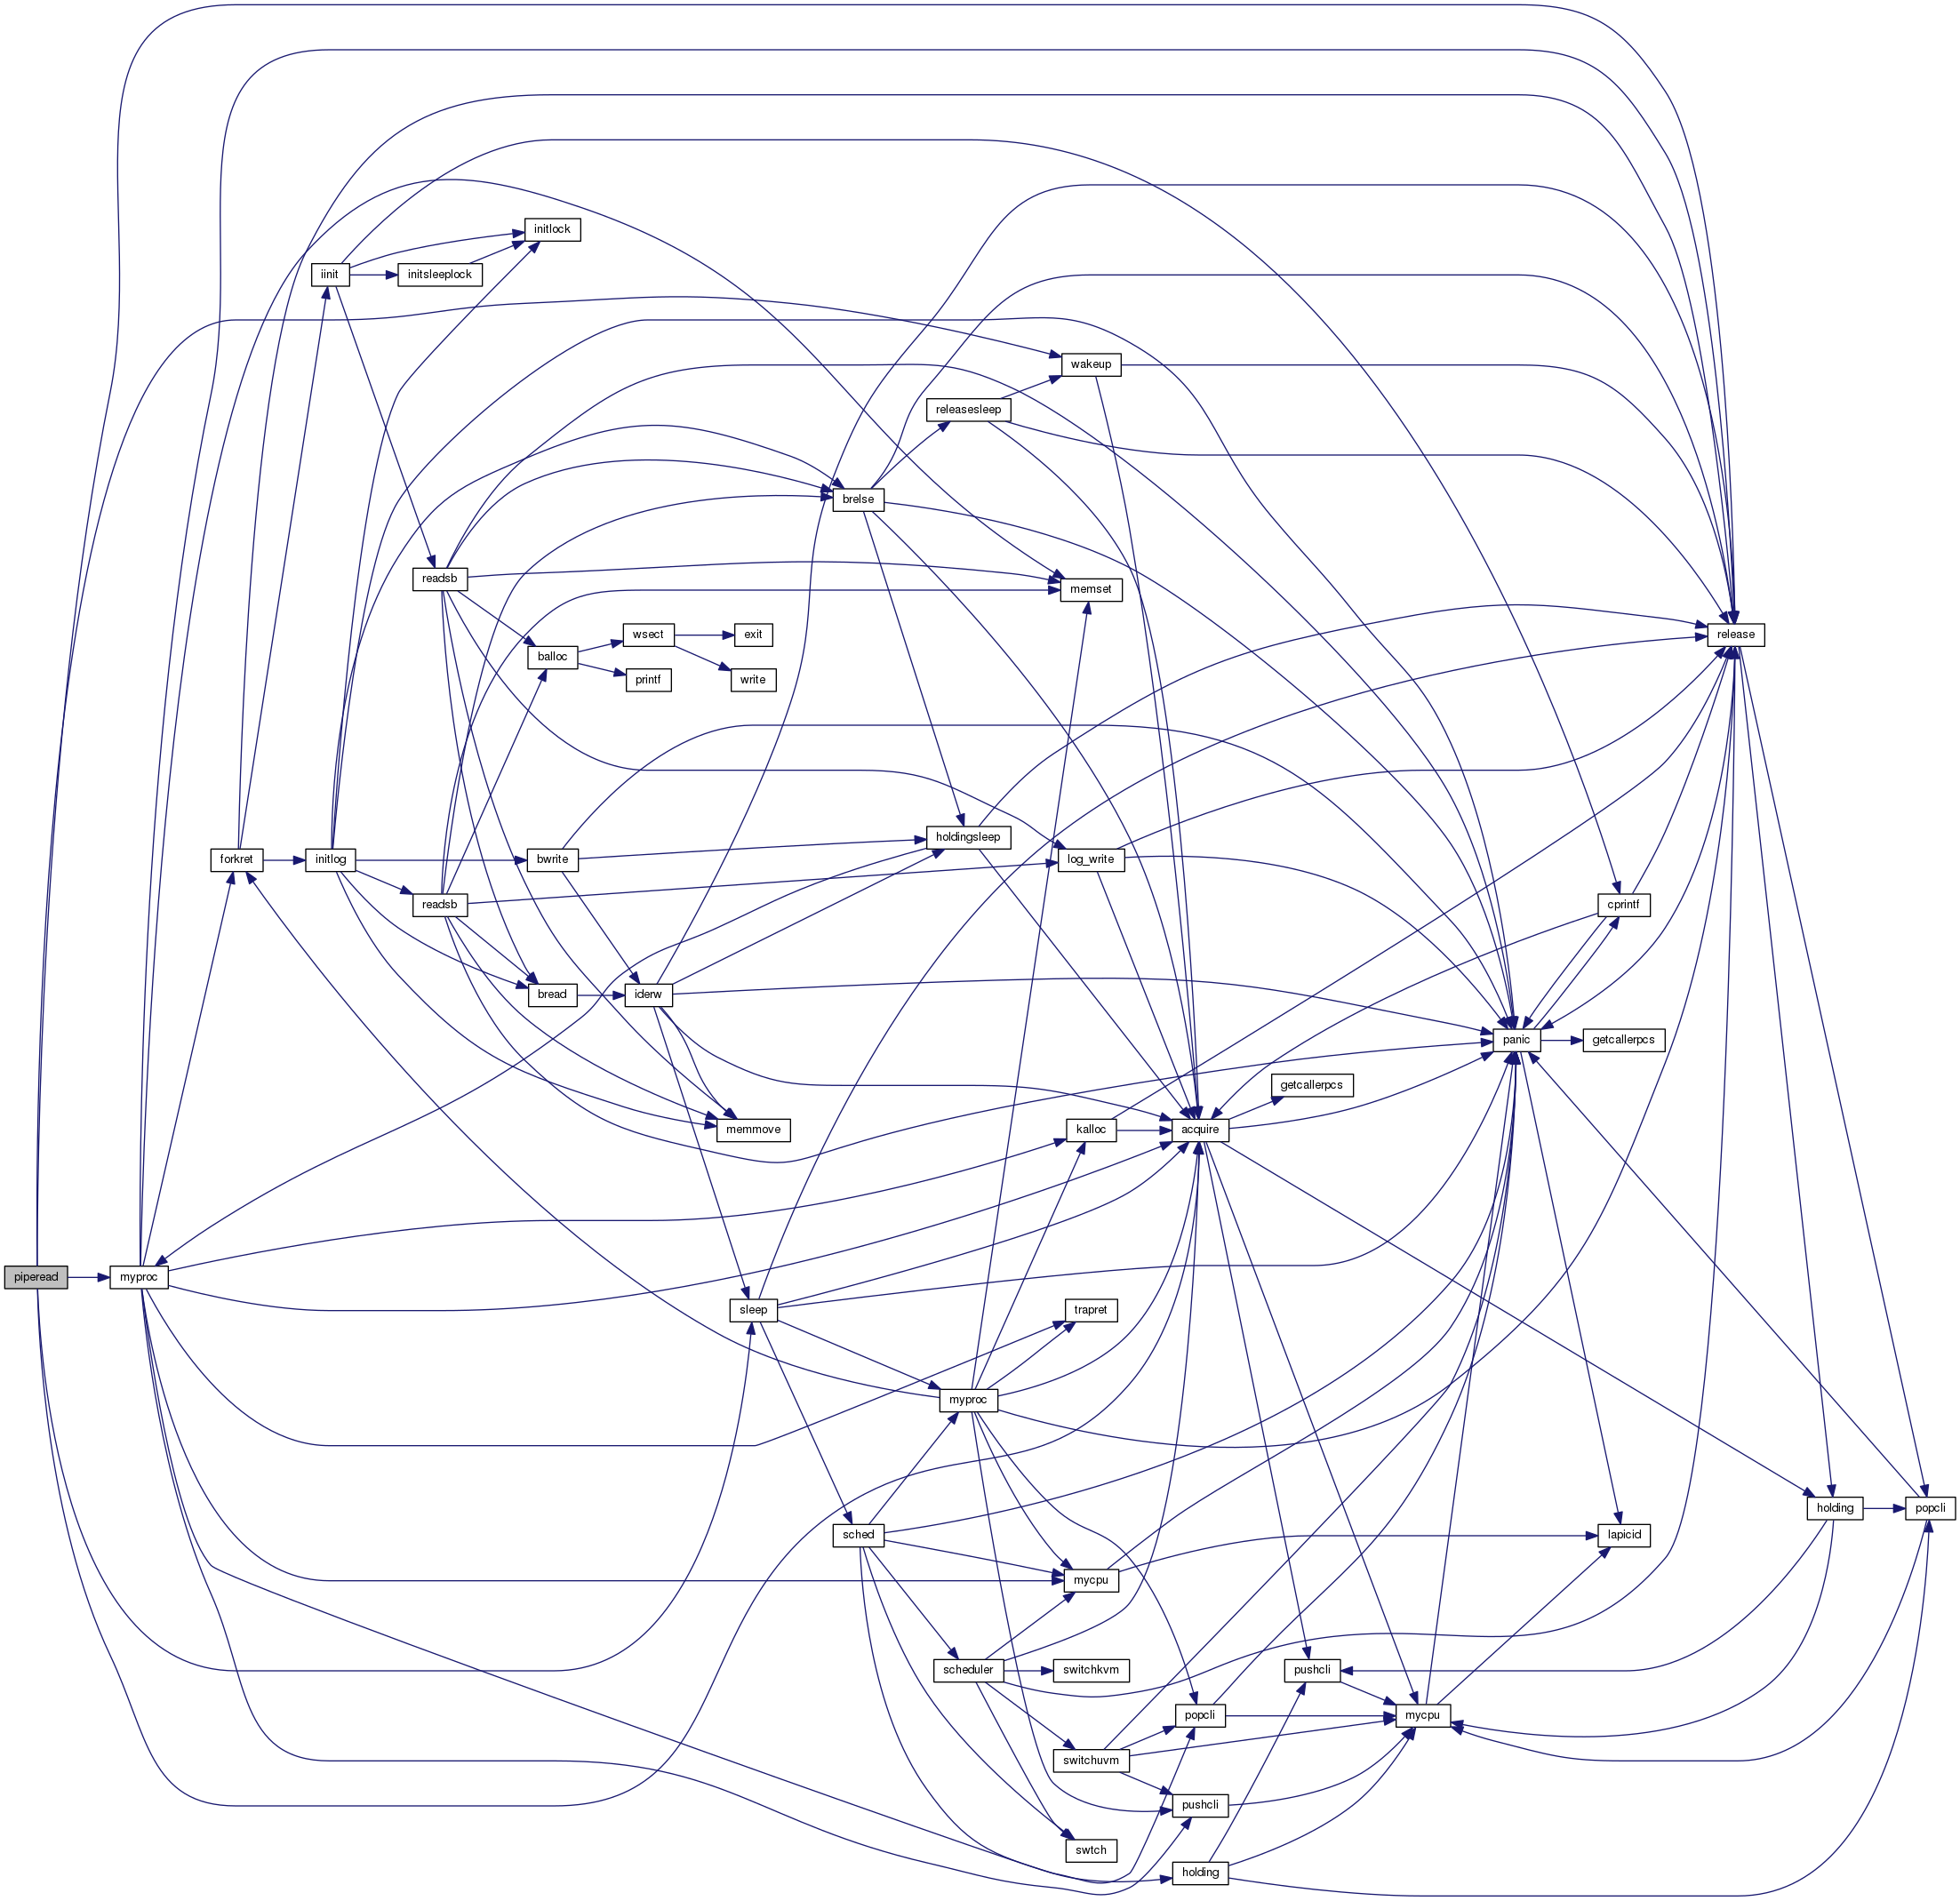 initlock
iinit
initsleeplock
wakeup
releasesleep
brelse
readsb
memset
release
wsect
exit
balloc
printf
write
holdingsleep
forkret
initlog
bwrite
log_write
readsb
cprintf
bread
iderw
panic
getcallerpcs
getcallerpcs
memmove
kalloc
acquire
piperead
myproc
sleep
trapret
myproc
holding
popcli
sched
lapicid
mycpu
scheduler
switchkvm
pushcli
popcli
mycpu
switchuvm
pushcli
swtch
holding